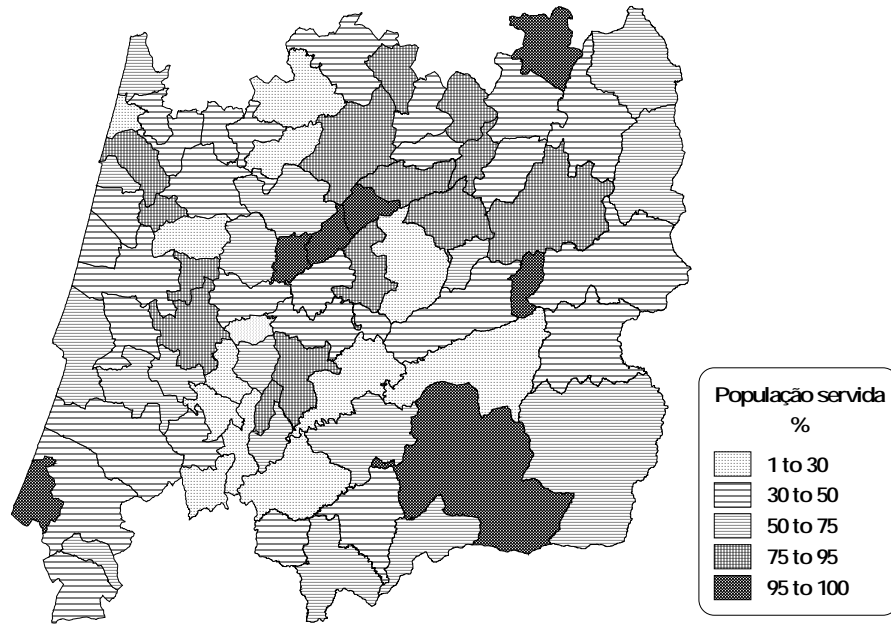 População servida
%
1 to 30
30 to 50
50 to 75
75 to 95
95 to 100